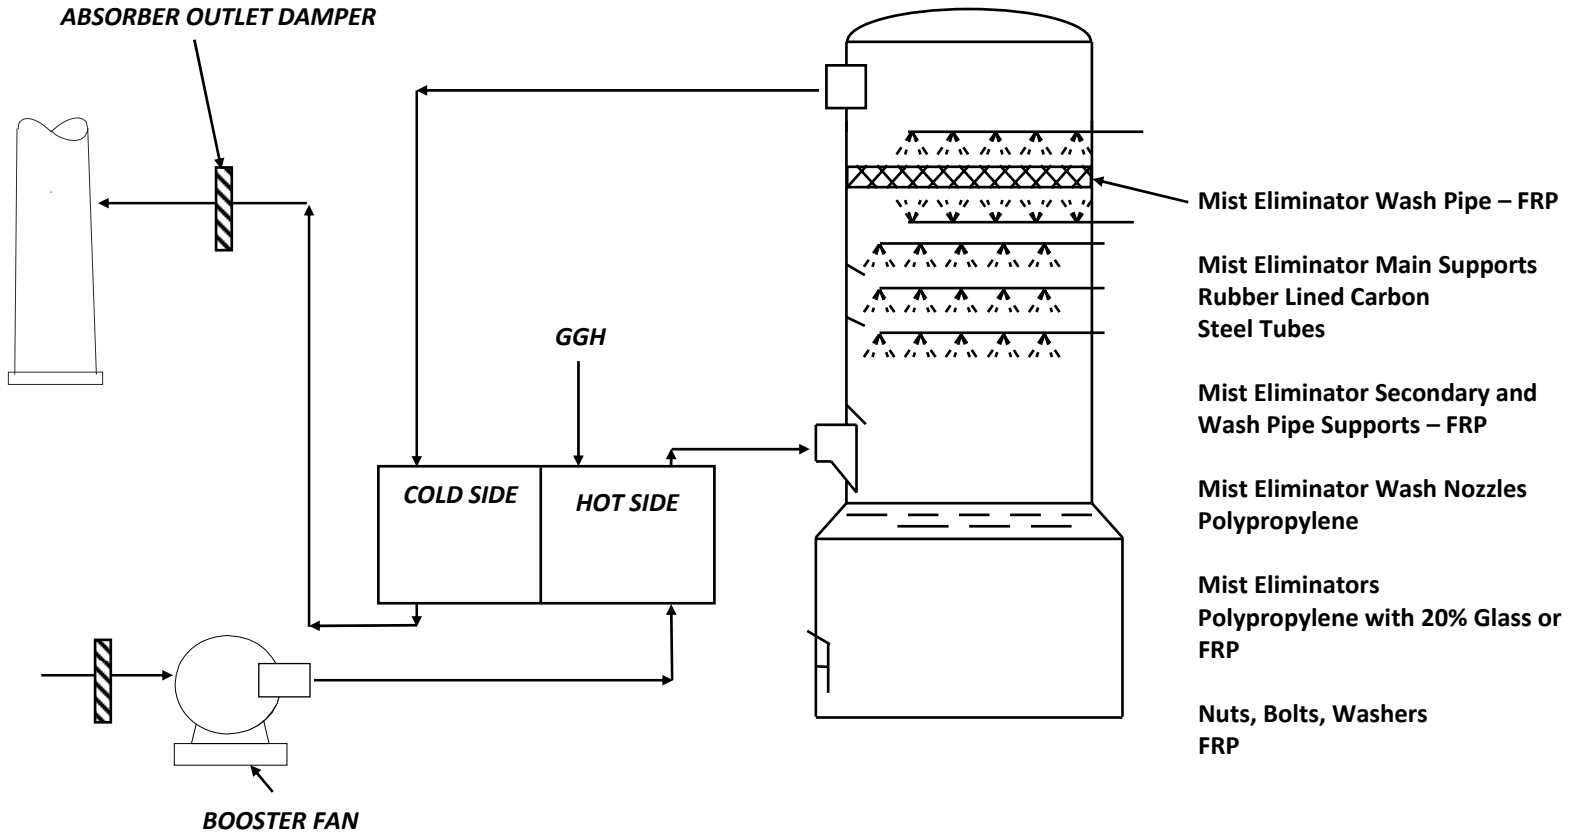 ABSORBER OUTLET DAMPER
Mist Eliminator Wash Pipe – FRP
Mist Eliminator Main Supports
Rubber Lined Carbon
Steel Tubes
GGH
Mist Eliminator Secondary and
Wash Pipe Supports – FRP
COLD SIDE
HOT SIDE
Mist Eliminator Wash Nozzles
Polypropylene
Mist Eliminators
Polypropylene with 20% Glass or
FRP
Nuts, Bolts, Washers
FRP
BOOSTER FAN